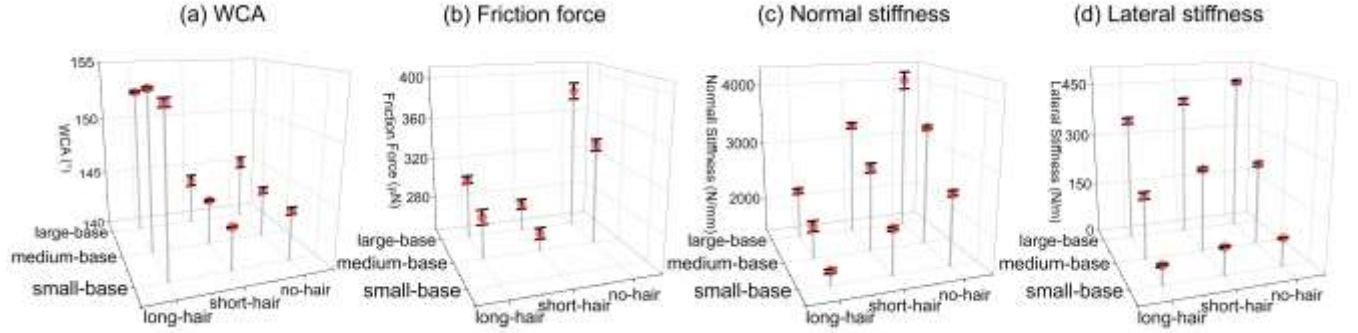 (a) WCA
(b) Friction force
(c) Normal stiffness
(d) Lateral stiffness
155
150
145
140
WCA (°)
large-base
medium-base
small-base
long-hair
short-hair
no-hair
400
360
320
280
Friction Force (μN)
large-base
medium-base
small-base
long-hair
short-hair
no-hair
4000
3000
2000
Normal Stiffness (N/mm)
large-base
medium-base
small-base
long-hair
short-hair
no-hair
450
300
150
0
Lateral Stiffness (N/m)
large-base
medium-base
small-base
long-hair
short-hair
no-hair